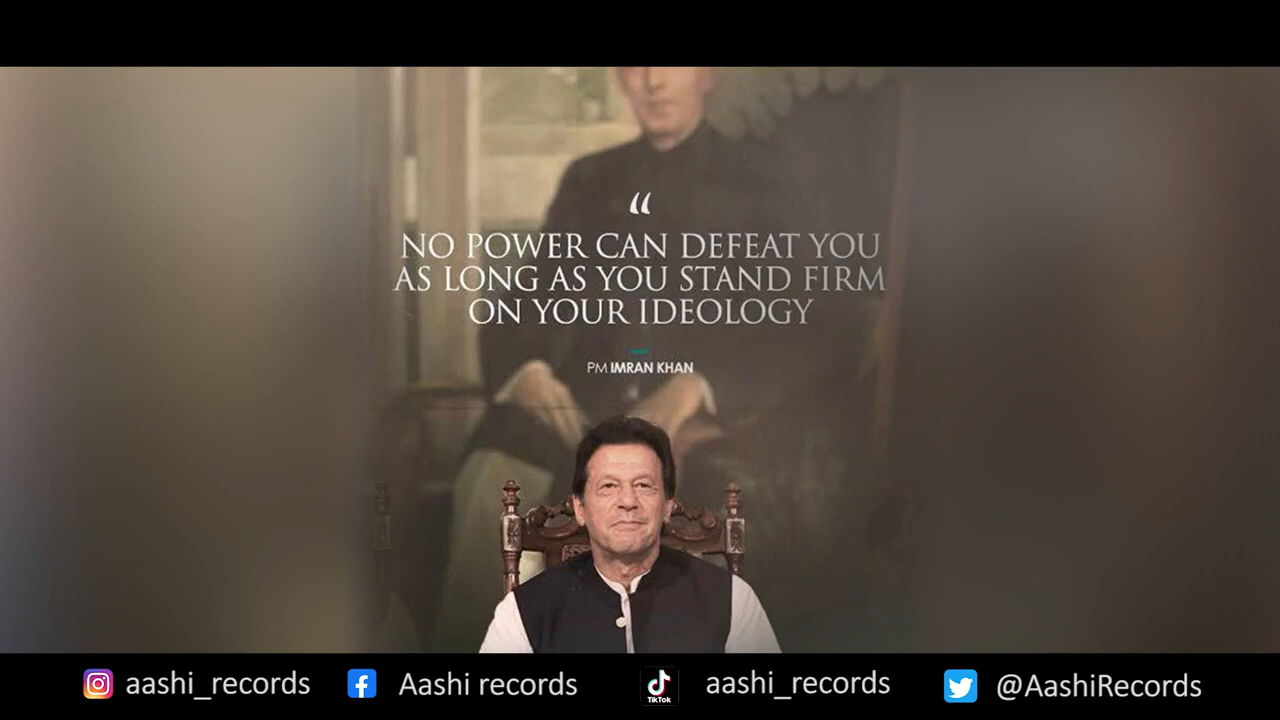 “
NO POWER CAN DEFEAT YOU
AS LONG AS YOU STAND FIRM
ON YOUR IDEOLOGY
PM IMRAN KHAN
aashi_records
Aashi records
TikTok
aashi_records
@AashiRecords